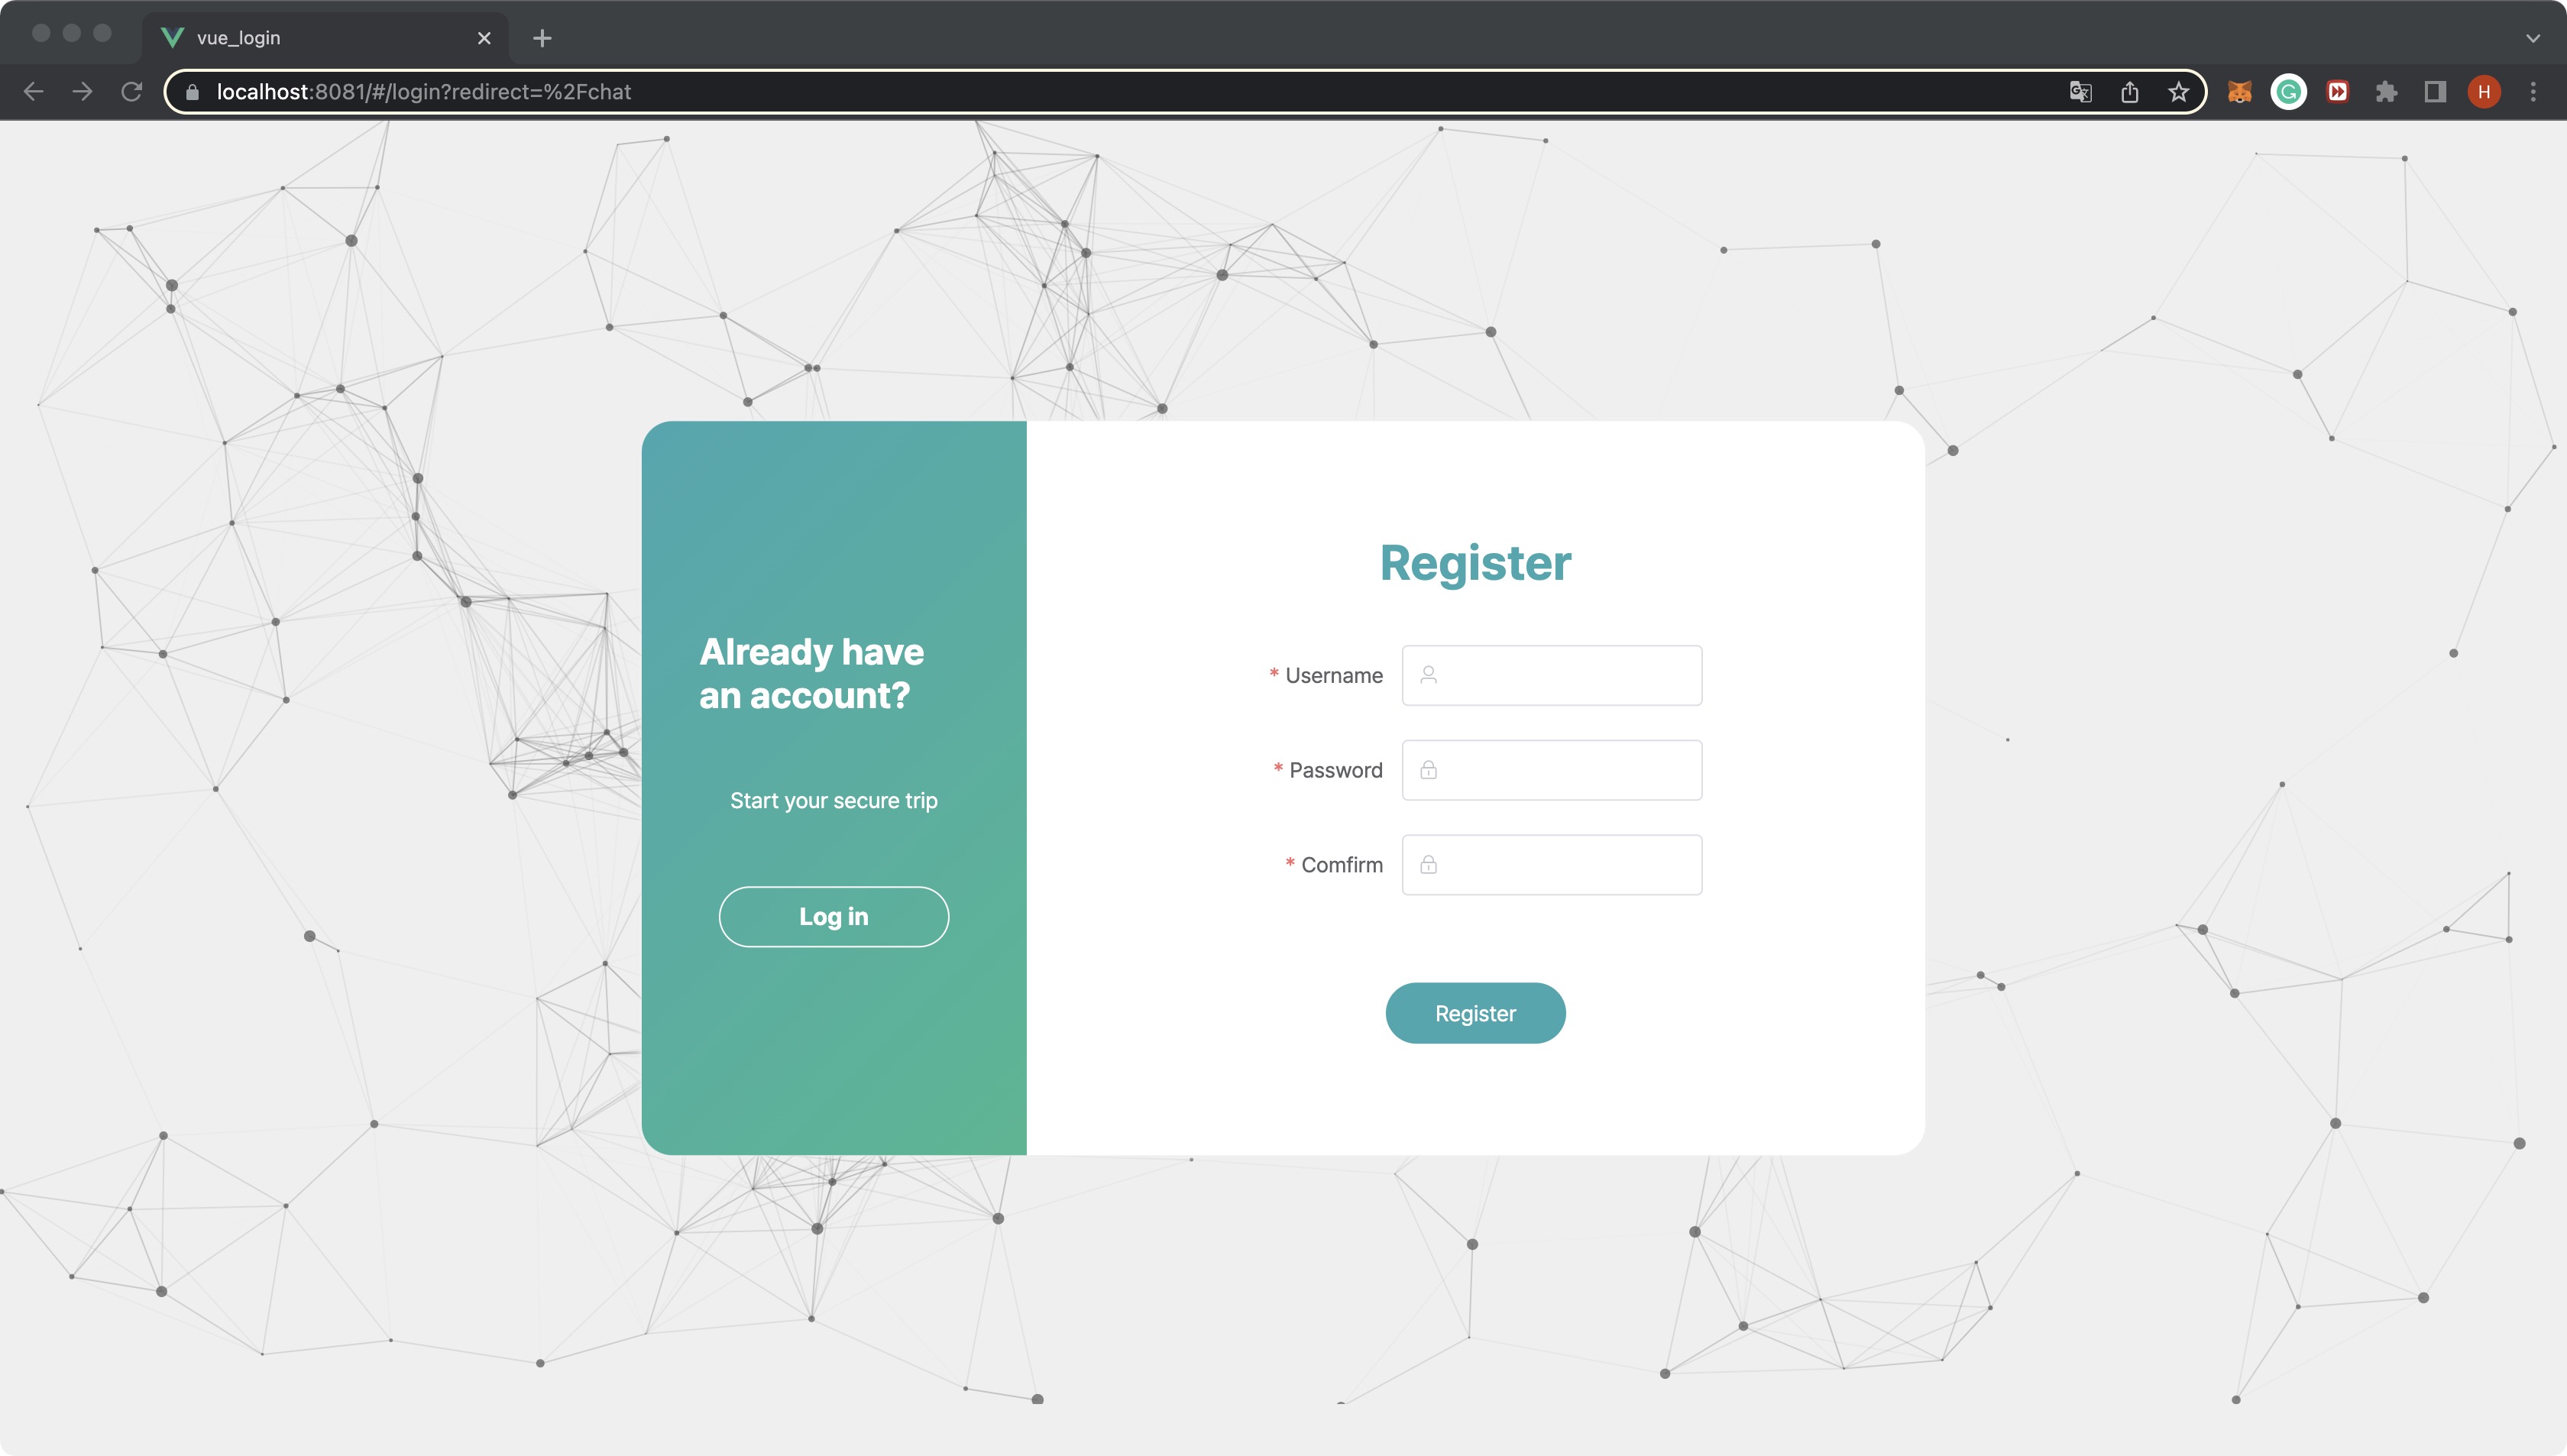 vue_login
localhost:8081/#/login?redirect=%2Fchat
H
Already have
an account?
Start your secure trip
Log in
Register
* Username
* Password
* Comfirm
Register